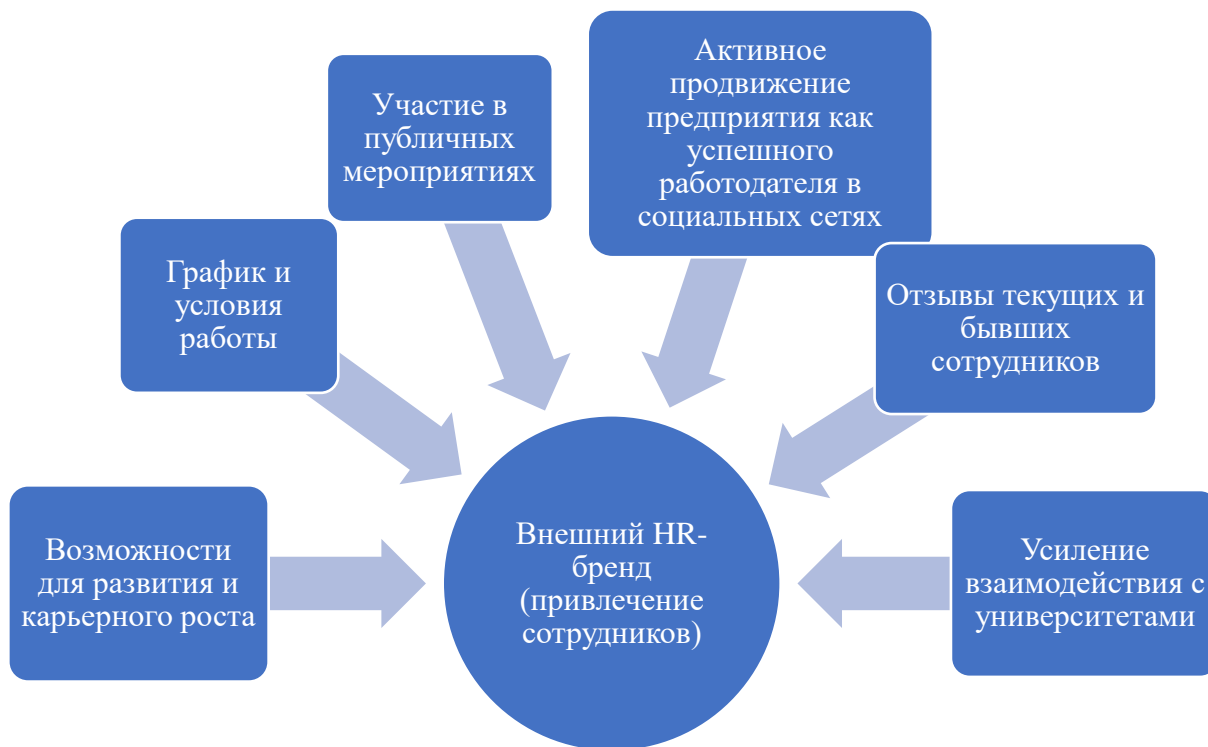 Активное
продвижение
предприятия как
успешного
работодателя в
социальных сетях
Участие в
публичных
мероприятиях
График и
условия
работы
Отзывы текущих и
бывших
сотрудников
Возможности
для развития и
карьерного роста
Внешний HR-
бренд
(привлечение
сотрудников)
Усиление
взаимодействия с
университетами